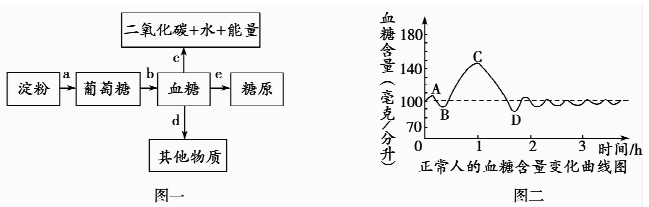 二氧化碳+水+能量
c
淀粉 a 葡萄糖 b 血糖 e 糖原
d
其他物质
图一
血糖含量(毫克/分升)
180
140
100
70
A
B
C
D
0 1 2 3 时间/h
正常人的血糖含量变化曲线图
图二